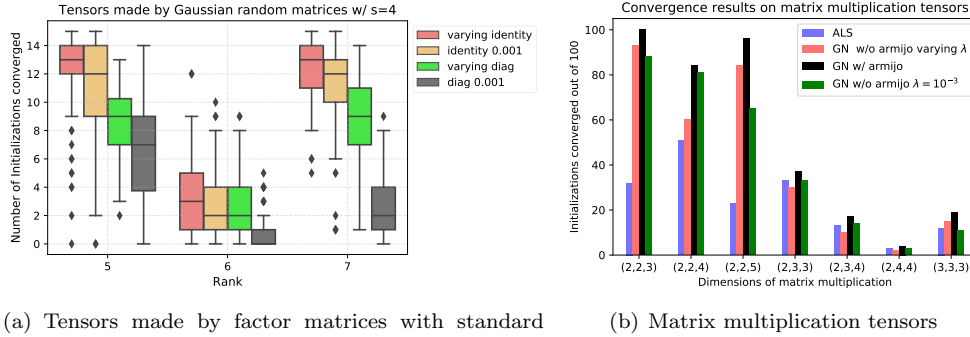 Tensors made by Gaussian random matrices w/ s=4
Number of Initializations converged
14
12
10
8
6
4
2
0
5
6
7
Rank
varying identity
identity 0.001
varying diag
diag 0.001
(a) Tensors made by factor matrices with standard
Convergence results on matrix multiplication tensors
Initializations converged out of 100
100
80
60
40
20
0
(2,2,3)
(2,2,4)
(2,2,5)
(2,3,3)
(2,3,4)
(2,4,4)
(3,3,3)
Dimensions of matrix multiplication
ALS
GN w/o armijo varying λ
GN w/ armijo
GN w/o armijo λ = 10⁻³
(b) Matrix multiplication tensors